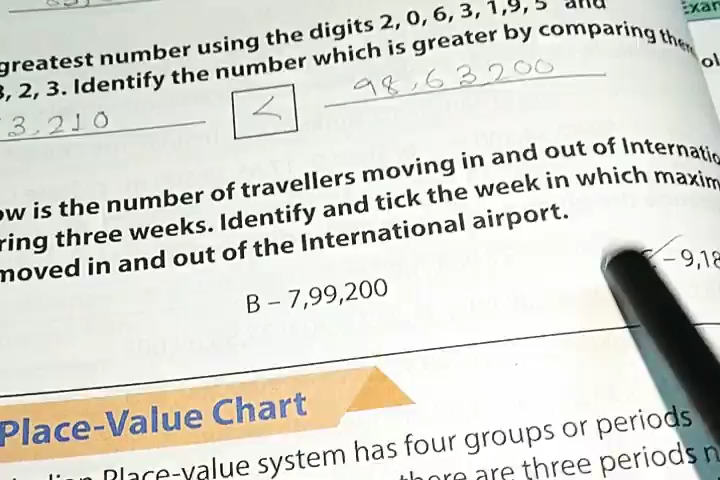 greatest number using the digits 2, 0, 6, 3, 1, 9, 5 and
3, 2, 3. Identify the number which is greater by comparing them
3,210 < 98,63200
ow is the number of travellers moving in and out of Internatio
ring three weeks. Identify and tick the week in which maxim
moved in and out of the International airport.
B – 7,99,200
– 9,18
Place-Value Chart
Place-value system has four groups or periods
there are three periods